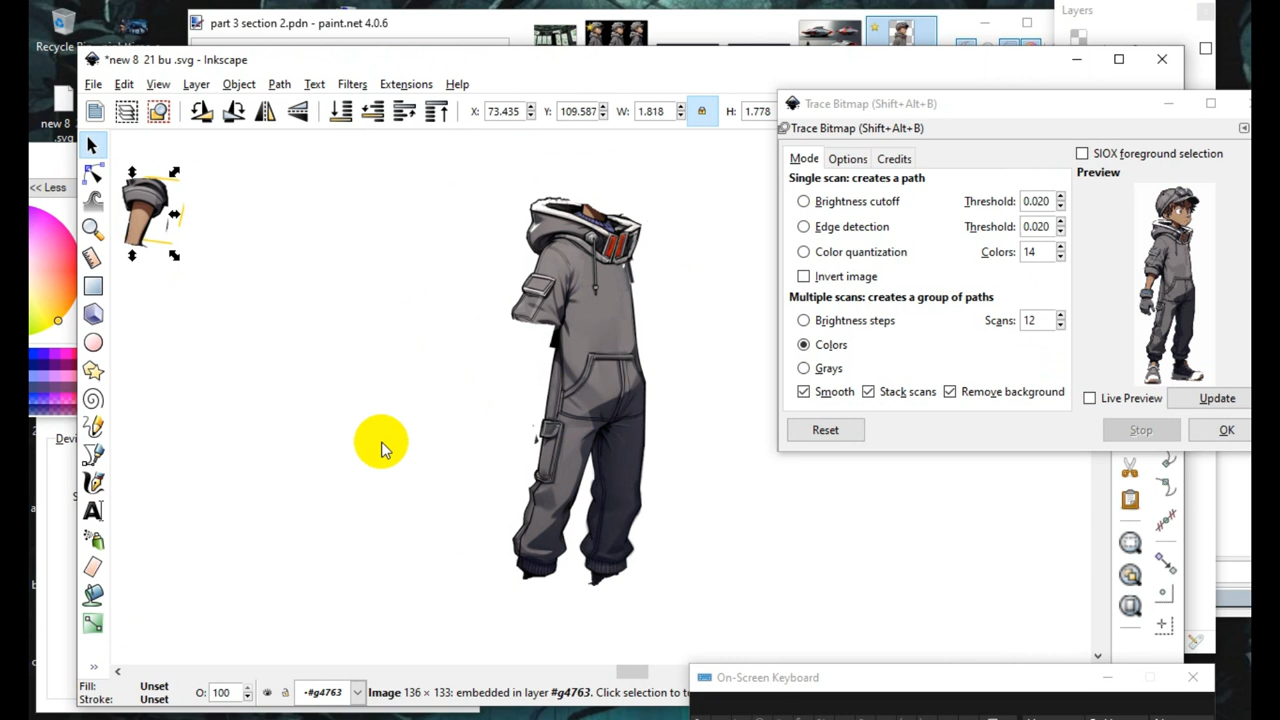 part 3 section 2.pdn - paint.net 4.0.6
Layers
Recycle
*new 8 21 bu .svg - Inkscape
File Edit View Layer Object Path Text Filters Extensions Help
X: 73.435 Y: 109.587 W: 1.818 H: 1.778
new 8
.svg
<< Less
Trace Bitmap (Shift+Alt+B)
Trace Bitmap (Shift+Alt+B)
Mode Options Credits
SIOX foreground selection
Single scan: creates a path
Preview
Brightness cutoff Threshold: 0.020
Edge detection Threshold: 0.020
Color quantization Colors: 14
Invert image
Multiple scans: creates a group of paths
Brightness steps Scans: 12
Colors
Grays
Smooth Stack scans Remove background
Live Preview Update
Reset Stop OK
Devi
Fill: Unset
Stroke: Unset
O: 100
-#g4763
Image 136 × 133: embedded in layer #g4763. Click selection to
On-Screen Keyboard